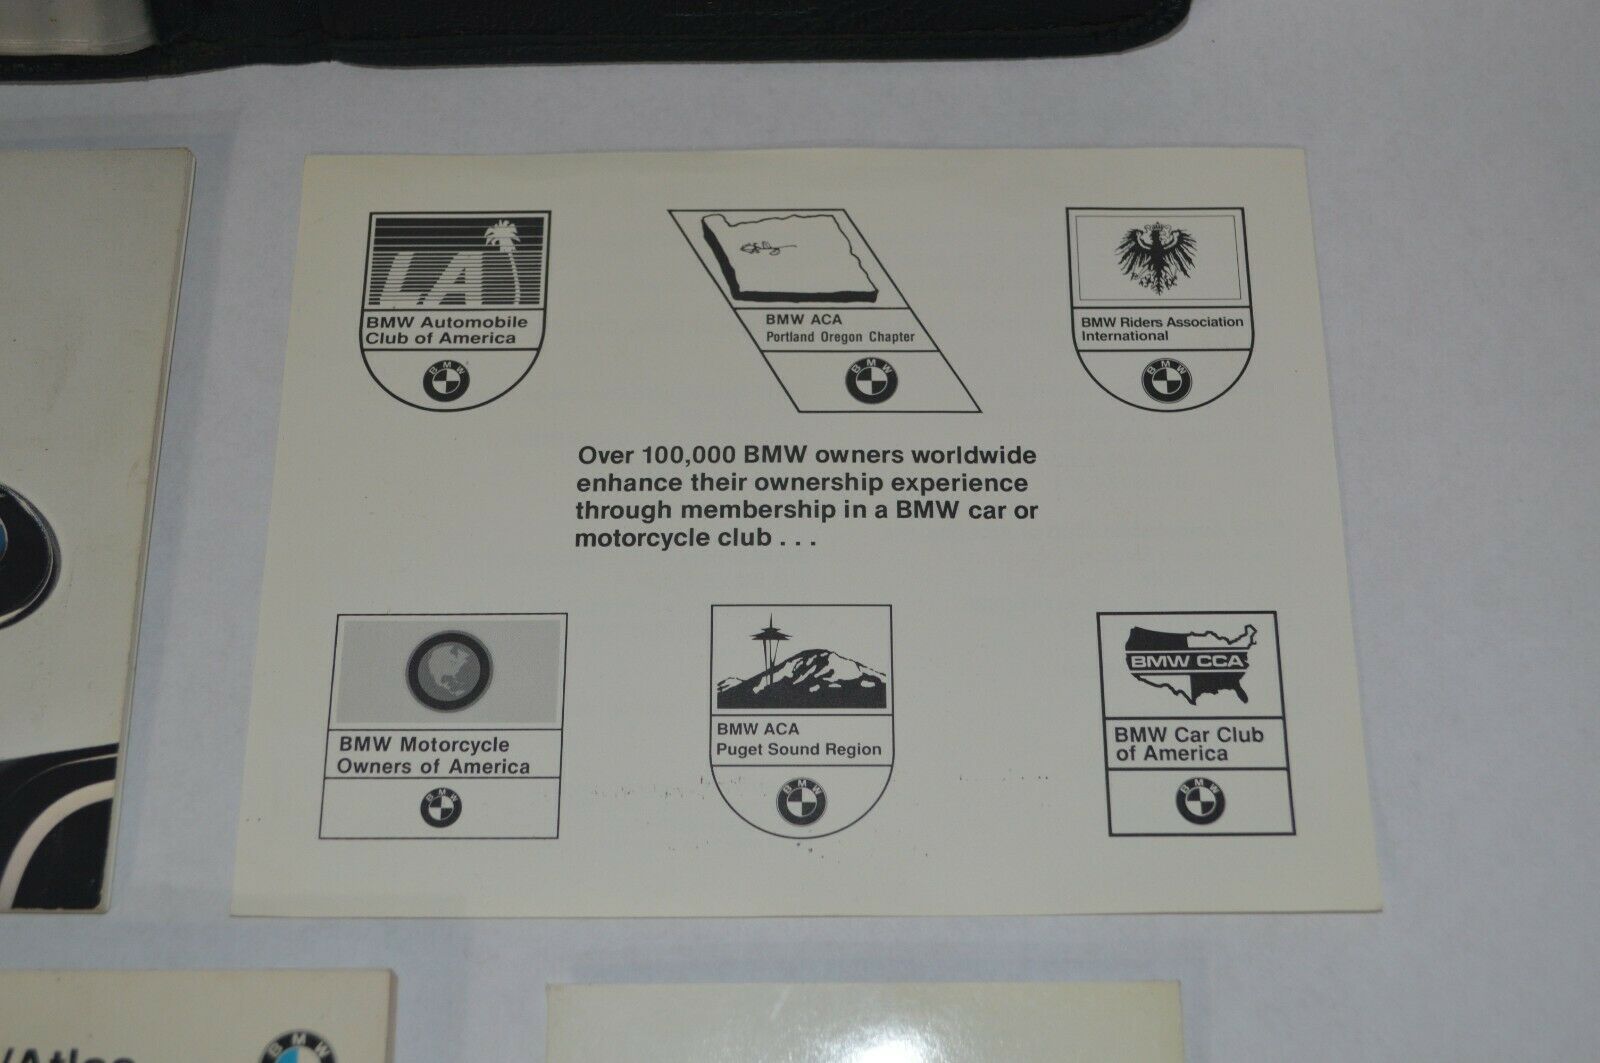 LA
BMW Automobile
Club of America
BMW
BMW ACA
Portland Oregon Chapter
BMW
BMW Riders Association
International
BMW
Over 100,000 BMW owners worldwide
enhance their ownership experience
through membership in a BMW car or
motorcycle club . . .
BMW Motorcycle
Owners of America
BMW
BMW ACA
Puget Sound Region
BMW
BMW CCA
BMW Car Club
of America
BMW
/Atlas
BMW